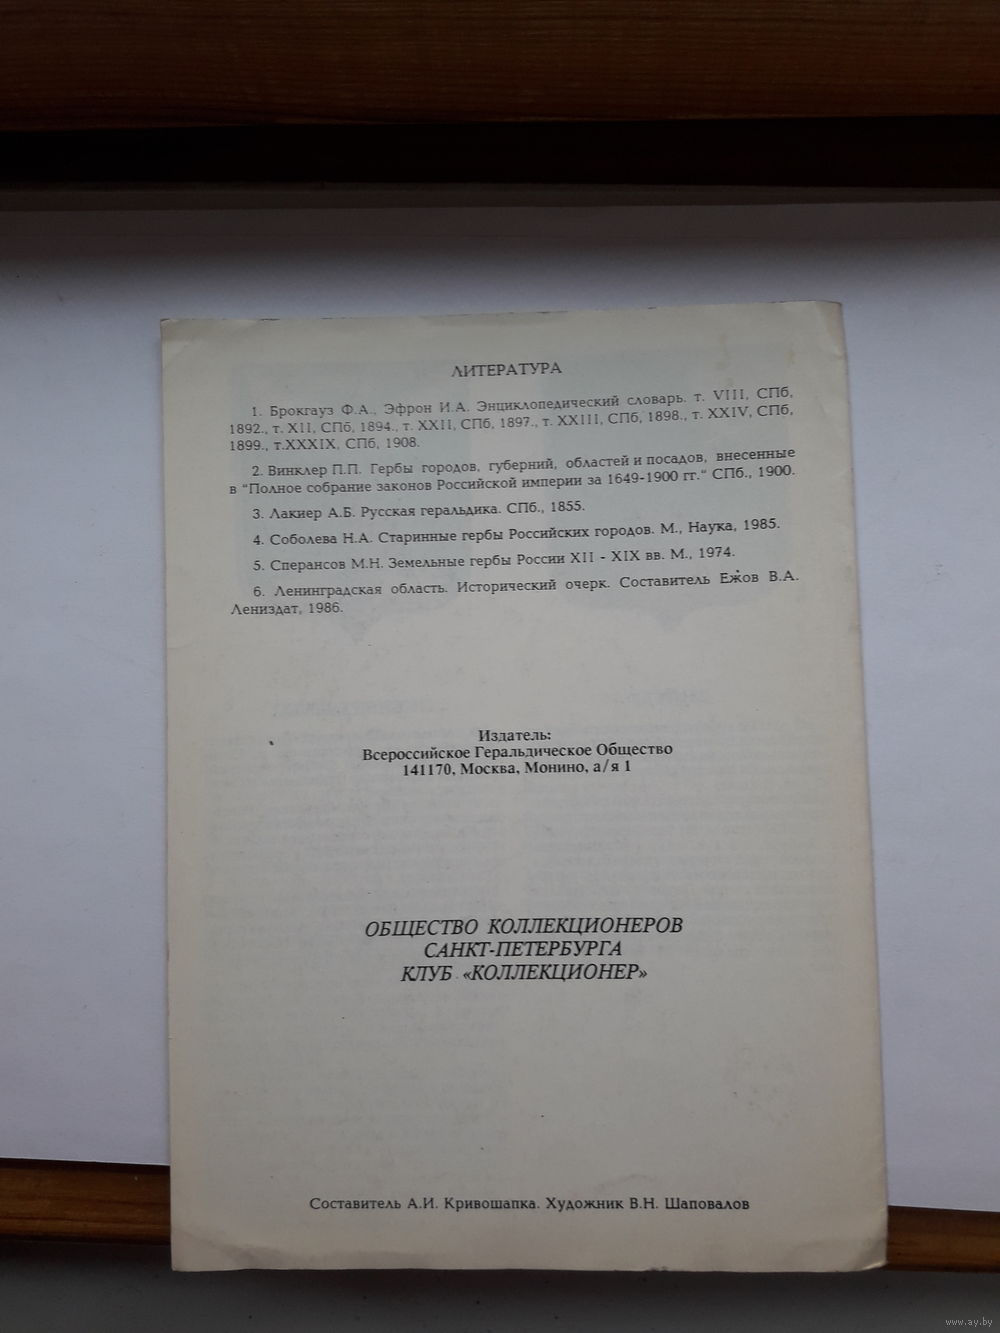 ЛИТЕРАТУРА
1. Брокгауз Ф.А., Эфрон И.А. Энциклопедический словарь. т. VIII, СПб,
1892., т. XII, СПб, 1894., т. XXII, СПб, 1897., т. XXIII, СПб, 1898., т. XXIV, СПб,
1899., т.XXXIX, СПб, 1908.
2. Винклер П.П. Гербы городов, губерний, областей и посадов, внесенные
в "Полное собрание законов Российской империи за 1649-1900 гг." СПб., 1900.
3. Лакиер А.Б. Русская геральдика. СПб., 1855.
4. Соболева Н.А. Старинные гербы Российских городов. М., Наука, 1985.
5. Сперансов М.Н. Земельные гербы России XII - XIX вв. М., 1974.
6. Ленинградская область. Исторический очерк. Составитель Ежов В.А.
Лениздат, 1986.
Издатель:
Всероссийское Геральдическое Общество
141170, Москва, Монино, а/я 1
ОБЩЕСТВО КОЛЛЕКЦИОНЕРОВ
САНКТ-ПЕТЕРБУРГА
КЛУБ «КОЛЛЕКЦИОНЕР»
Составитель А.И. Кривошапка. Художник В.Н. Шаповалов
www.ay.by